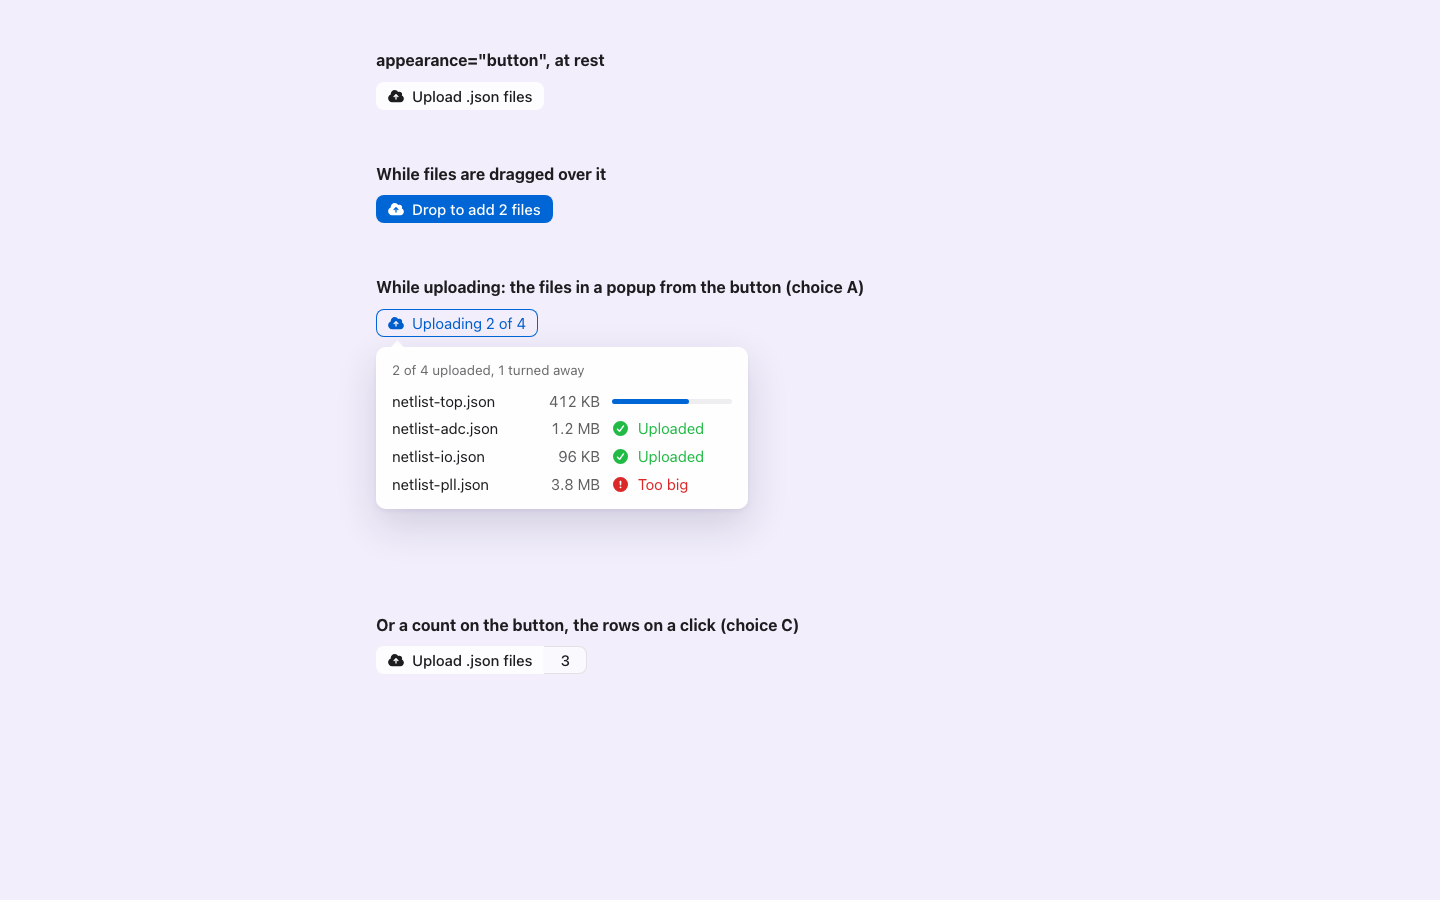 appearance="button", at rest
Upload .json files
While files are dragged over it
Drop to add 2 files
While uploading: the files in a popup from the button (choice A)
Uploading 2 of 4
2 of 4 uploaded, 1 turned away
netlist-top.json 412 KB
netlist-adc.json 1.2 MB Uploaded
netlist-io.json 96 KB Uploaded
netlist-pll.json 3.8 MB Too big
Or a count on the button, the rows on a click (choice C)
Upload .json files 3